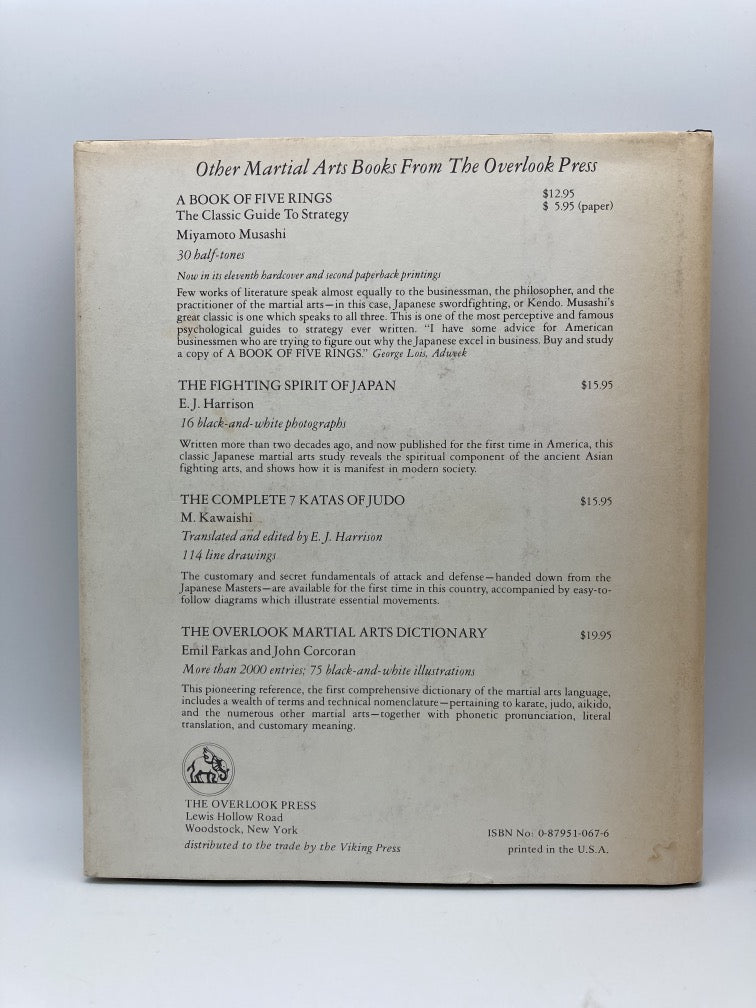 Other Martial Arts Books From The Overlook Press
A BOOK OF FIVE RINGS $12.95
The Classic Guide To Strategy $ 5.95 (paper)
Miyamoto Musashi
30 half-tones
Now in its eleventh hardcover and second paperback printings
Few works of literature speak almost equally to the businessman, the philosopher, and the
practitioner of the martial arts—in this case, Japanese swordfighting, or Kendo. Musashi's
great classic is one which speaks to all three. This is one of the most perceptive and famous
psychological guides to strategy ever written. "I have some advice for American
businessmen who are trying to figure out why the Japanese excel in business. Buy and study
a copy of A BOOK OF FIVE RINGS." George Lois, Adweek
THE FIGHTING SPIRIT OF JAPAN $15.95
E. J. Harrison
16 black-and-white photographs
Written more than two decades ago, and now published for the first time in America, this
classic Japanese martial arts study reveals the spiritual component of the ancient Asian
fighting arts, and shows how it is manifest in modern society.
THE COMPLETE 7 KATAS OF JUDO $15.95
M. Kawaishi
Translated and edited by E. J. Harrison
114 line drawings
The customary and secret fundamentals of attack and defense—handed down from the
Japanese Masters—are available for the first time in this country, accompanied by easy-to-
follow diagrams which illustrate essential movements.
THE OVERLOOK MARTIAL ARTS DICTIONARY $19.95
Emil Farkas and John Corcoran
More than 2000 entries; 75 black-and-white illustrations
This pioneering reference, the first comprehensive dictionary of the martial arts language,
includes a wealth of terms and technical nomenclature—pertaining to karate, judo, aikido,
and the numerous other martial arts—together with phonetic pronunciation, literal
translation, and customary meaning.
THE OVERLOOK PRESS
Lewis Hollow Road
Woodstock, New York
distributed to the trade by the Viking Press
ISBN No: 0-87951-067-6
printed in the U.S.A.